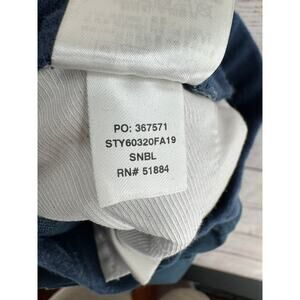 PO: 367571
STY60320FA19
SNBL
RN# 51884